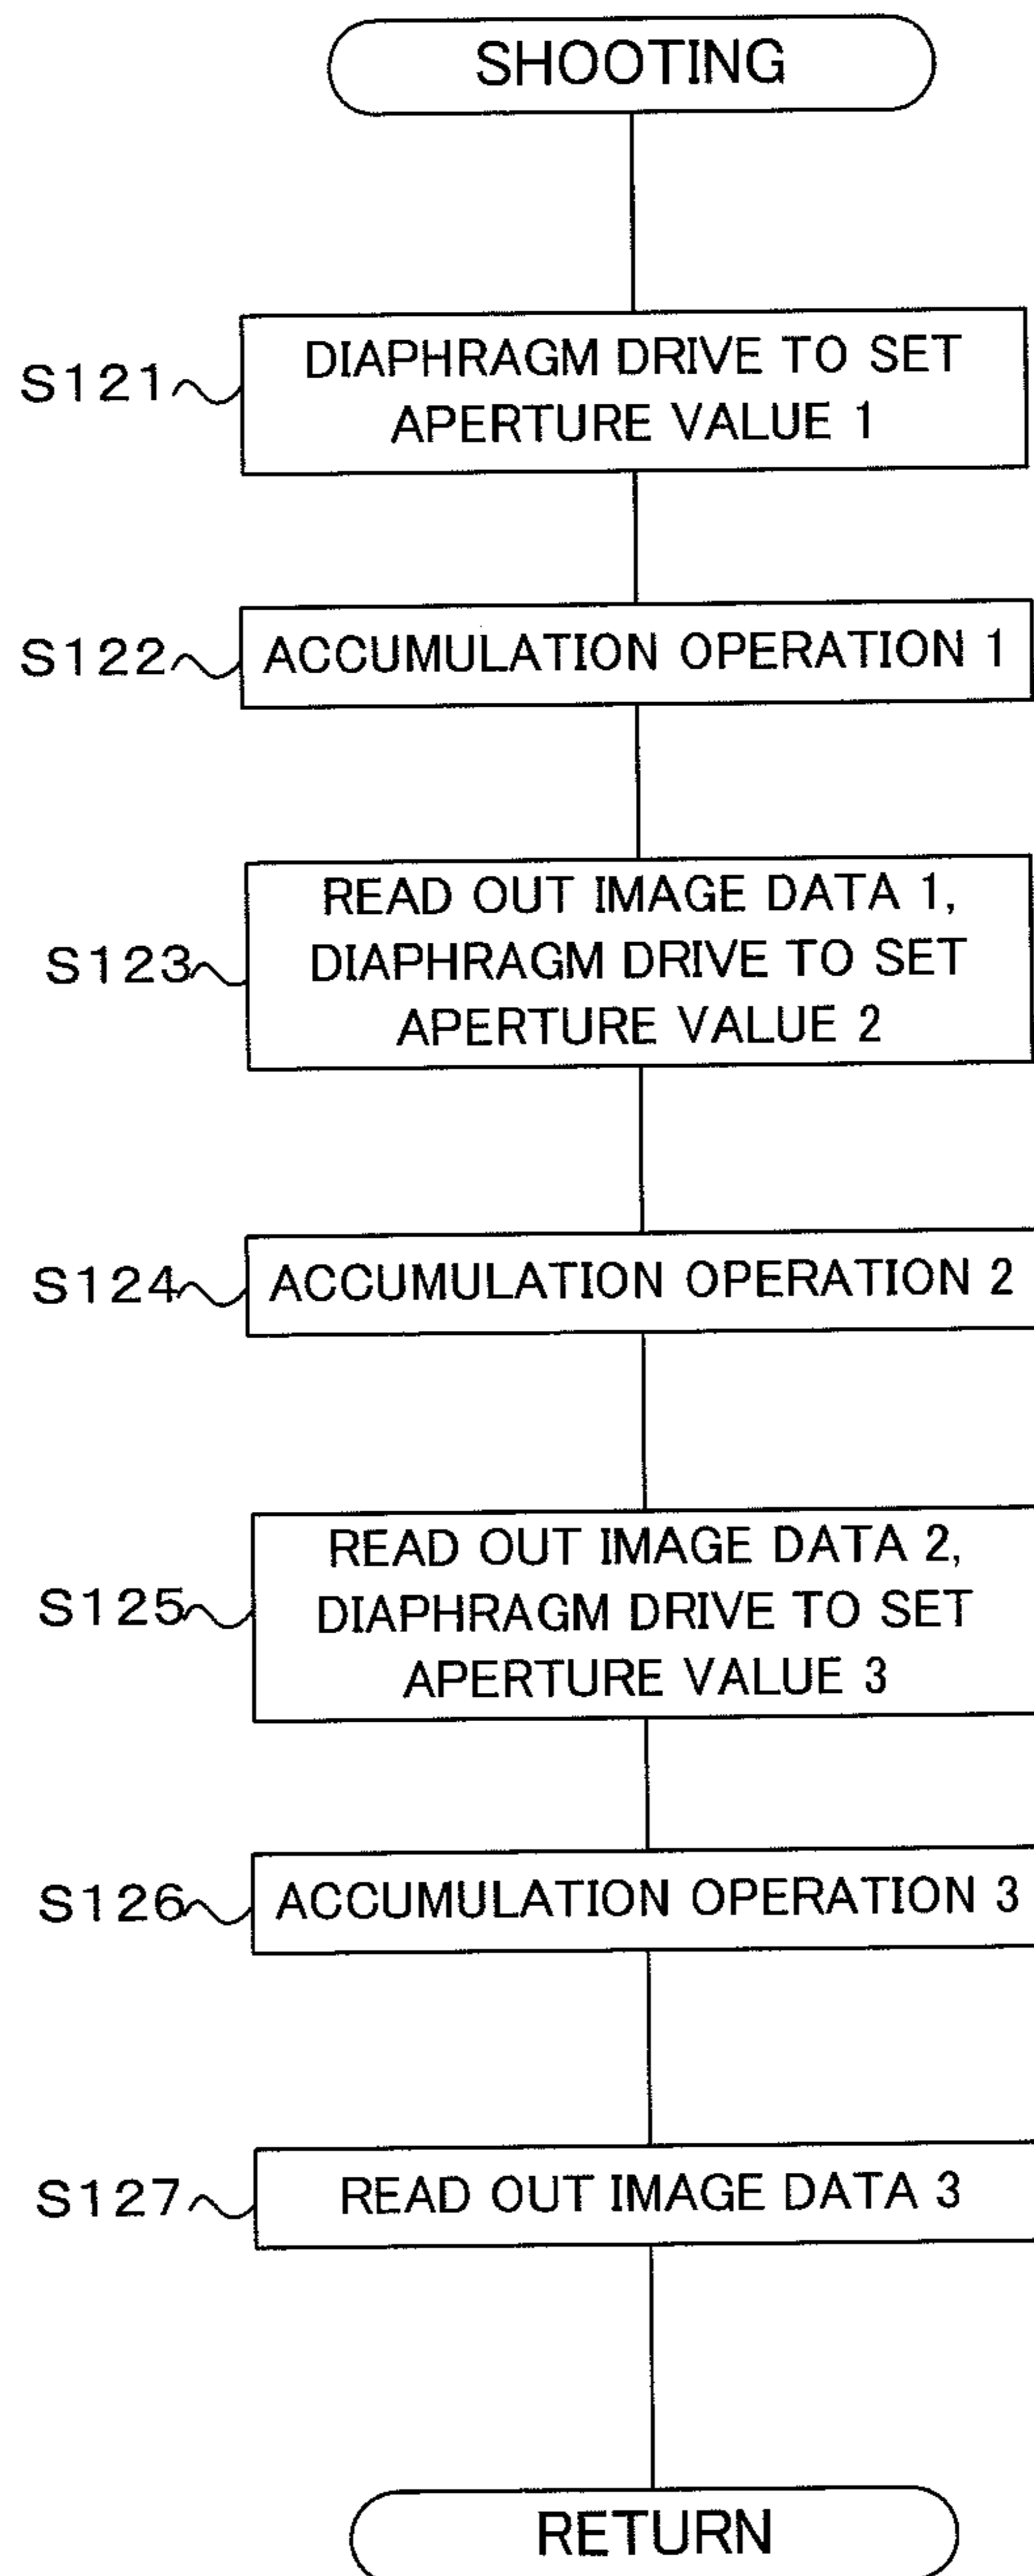 SHOOTING
S121
DIAPHRAGM DRIVE TO SET
APERTURE VALUE 1
S122
ACCUMULATION OPERATION 1
S123
READ OUT IMAGE DATA 1,
DIAPHRAGM DRIVE TO SET
APERTURE VALUE 2
S124
ACCUMULATION OPERATION 2
S125
READ OUT IMAGE DATA 2,
DIAPHRAGM DRIVE TO SET
APERTURE VALUE 3
S126
ACCUMULATION OPERATION 3
S127
READ OUT IMAGE DATA 3
RETURN